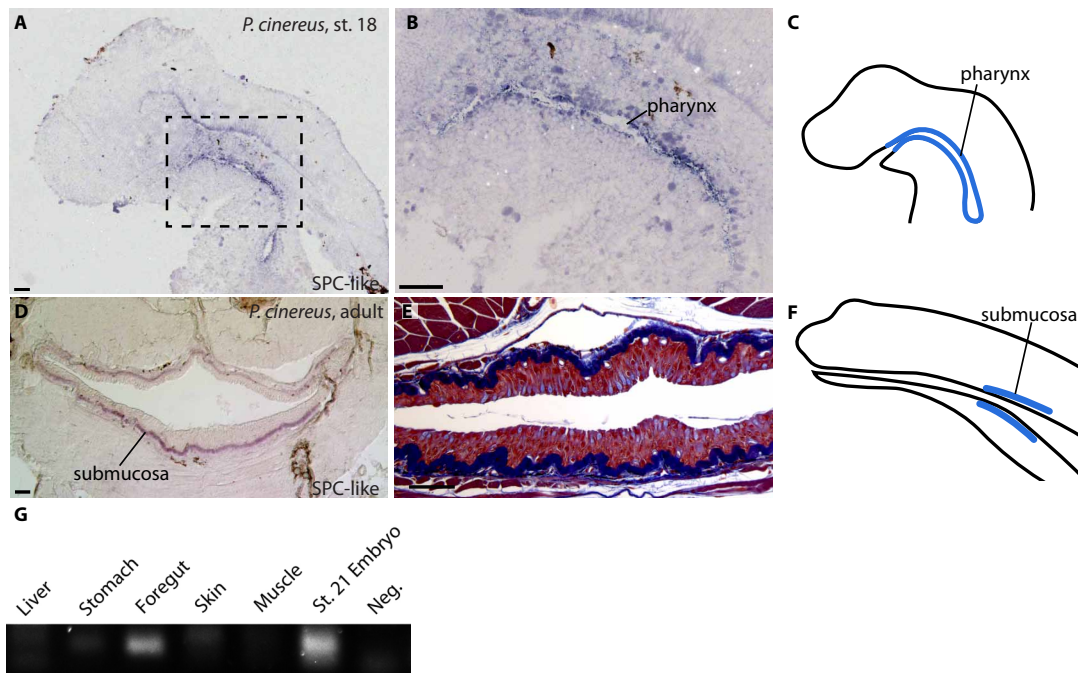 A
P. cinereus, st. 18
SPC-like
B
pharynx
C
pharynx
D
P. cinereus, adult
submucosa
SPC-like
E
F
submucosa
G
Liver
Stomach
Foregut
Skin
Muscle
St. 21 Embryo
Neg.